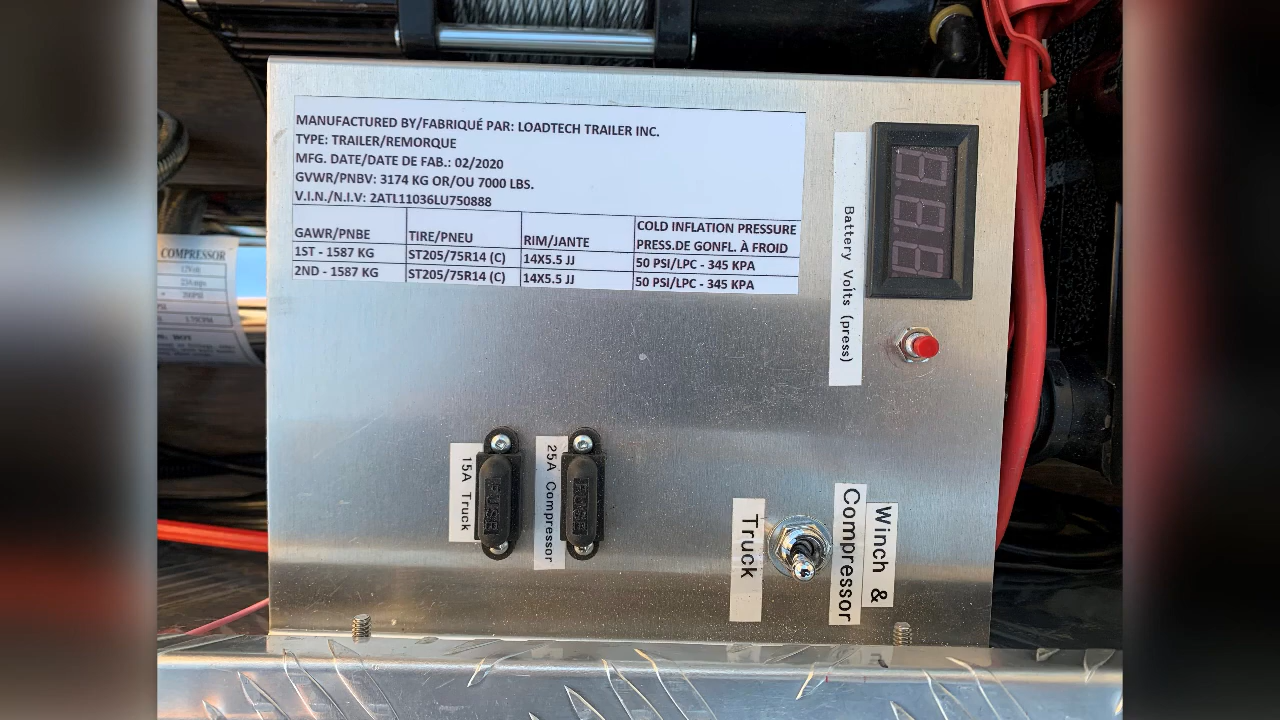 MANUFACTURED BY/FABRIQUÉ PAR: LOADTECH TRAILER INC.
TYPE: TRAILER/REMORQUE
MFG. DATE/DATE DE FAB.: 02/2020
GVWR/PNBV: 3174 KG OR/OU 7000 LBS.
V.I.N./N.I.V: 2ATL11036LU750888
GAWR/PNBE TIRE/PNEU RIM/JANTE COLD INFLATION PRESSURE
PRESS.DE GONFL. À FROID
1ST - 1587 KG ST205/75R14 (C) 14X5.5 JJ 50 PSI/LPC - 345 KPA
2ND - 1587 KG ST205/75R14 (C) 14X5.5 JJ 50 PSI/LPC - 345 KPA
Battery Volts (press)
COMPRESSOR
12Volt
15A Truck
FUSE
25A Compressor
FUSE
Truck
Winch &
Compressor